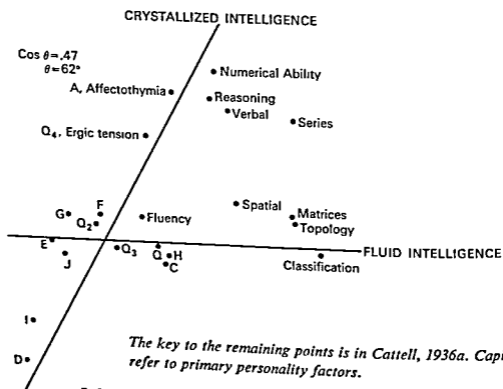 CRYSTALLIZED INTELLIGENCE
Cos θ=.47
θ=62°
Numerical Ability
A, Affectothymia
Reasoning
Verbal
Series
Q4, Ergic tension
Spatial
G
F
Fluency
Matrices
Q2
Topology
E
Q3
Q
H
FLUID INTELLIGENCE
J
C
Classification
I
The key to the remaining points is in Cattell, 1936a.
D
refer to primary personality factors.